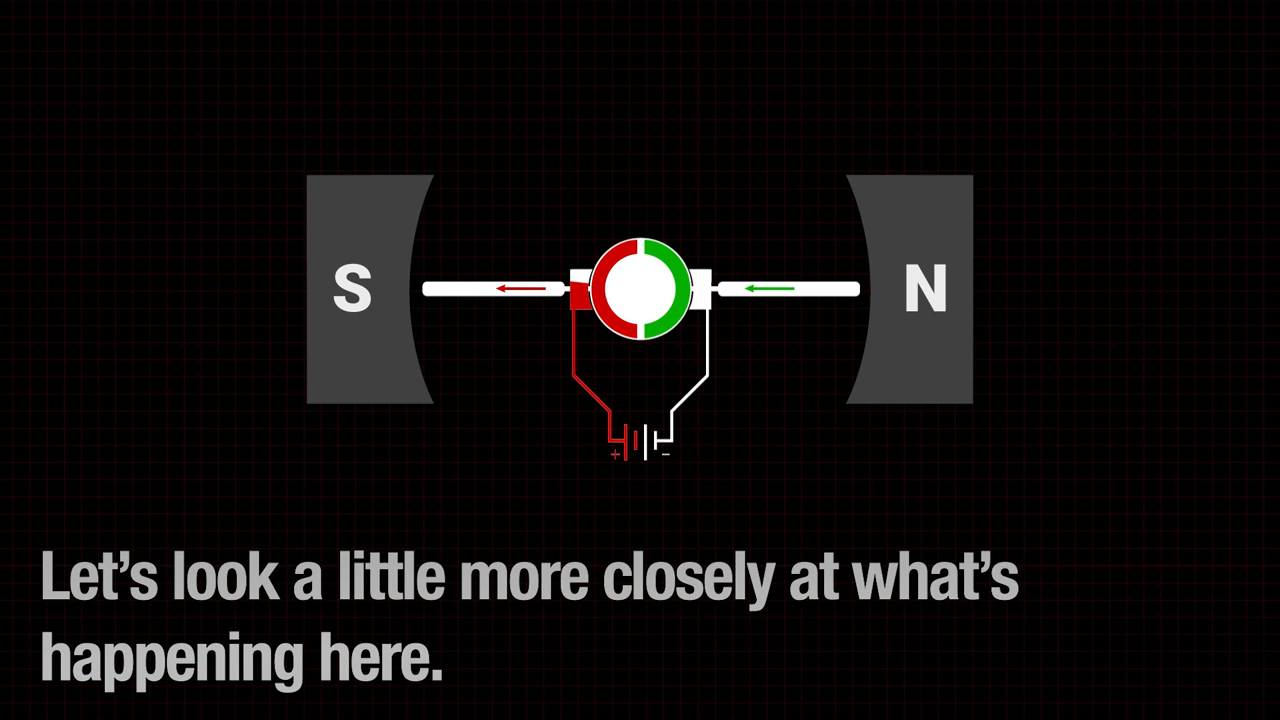 S N
+ −
Let’s look a little more closely at what’s
happening here.